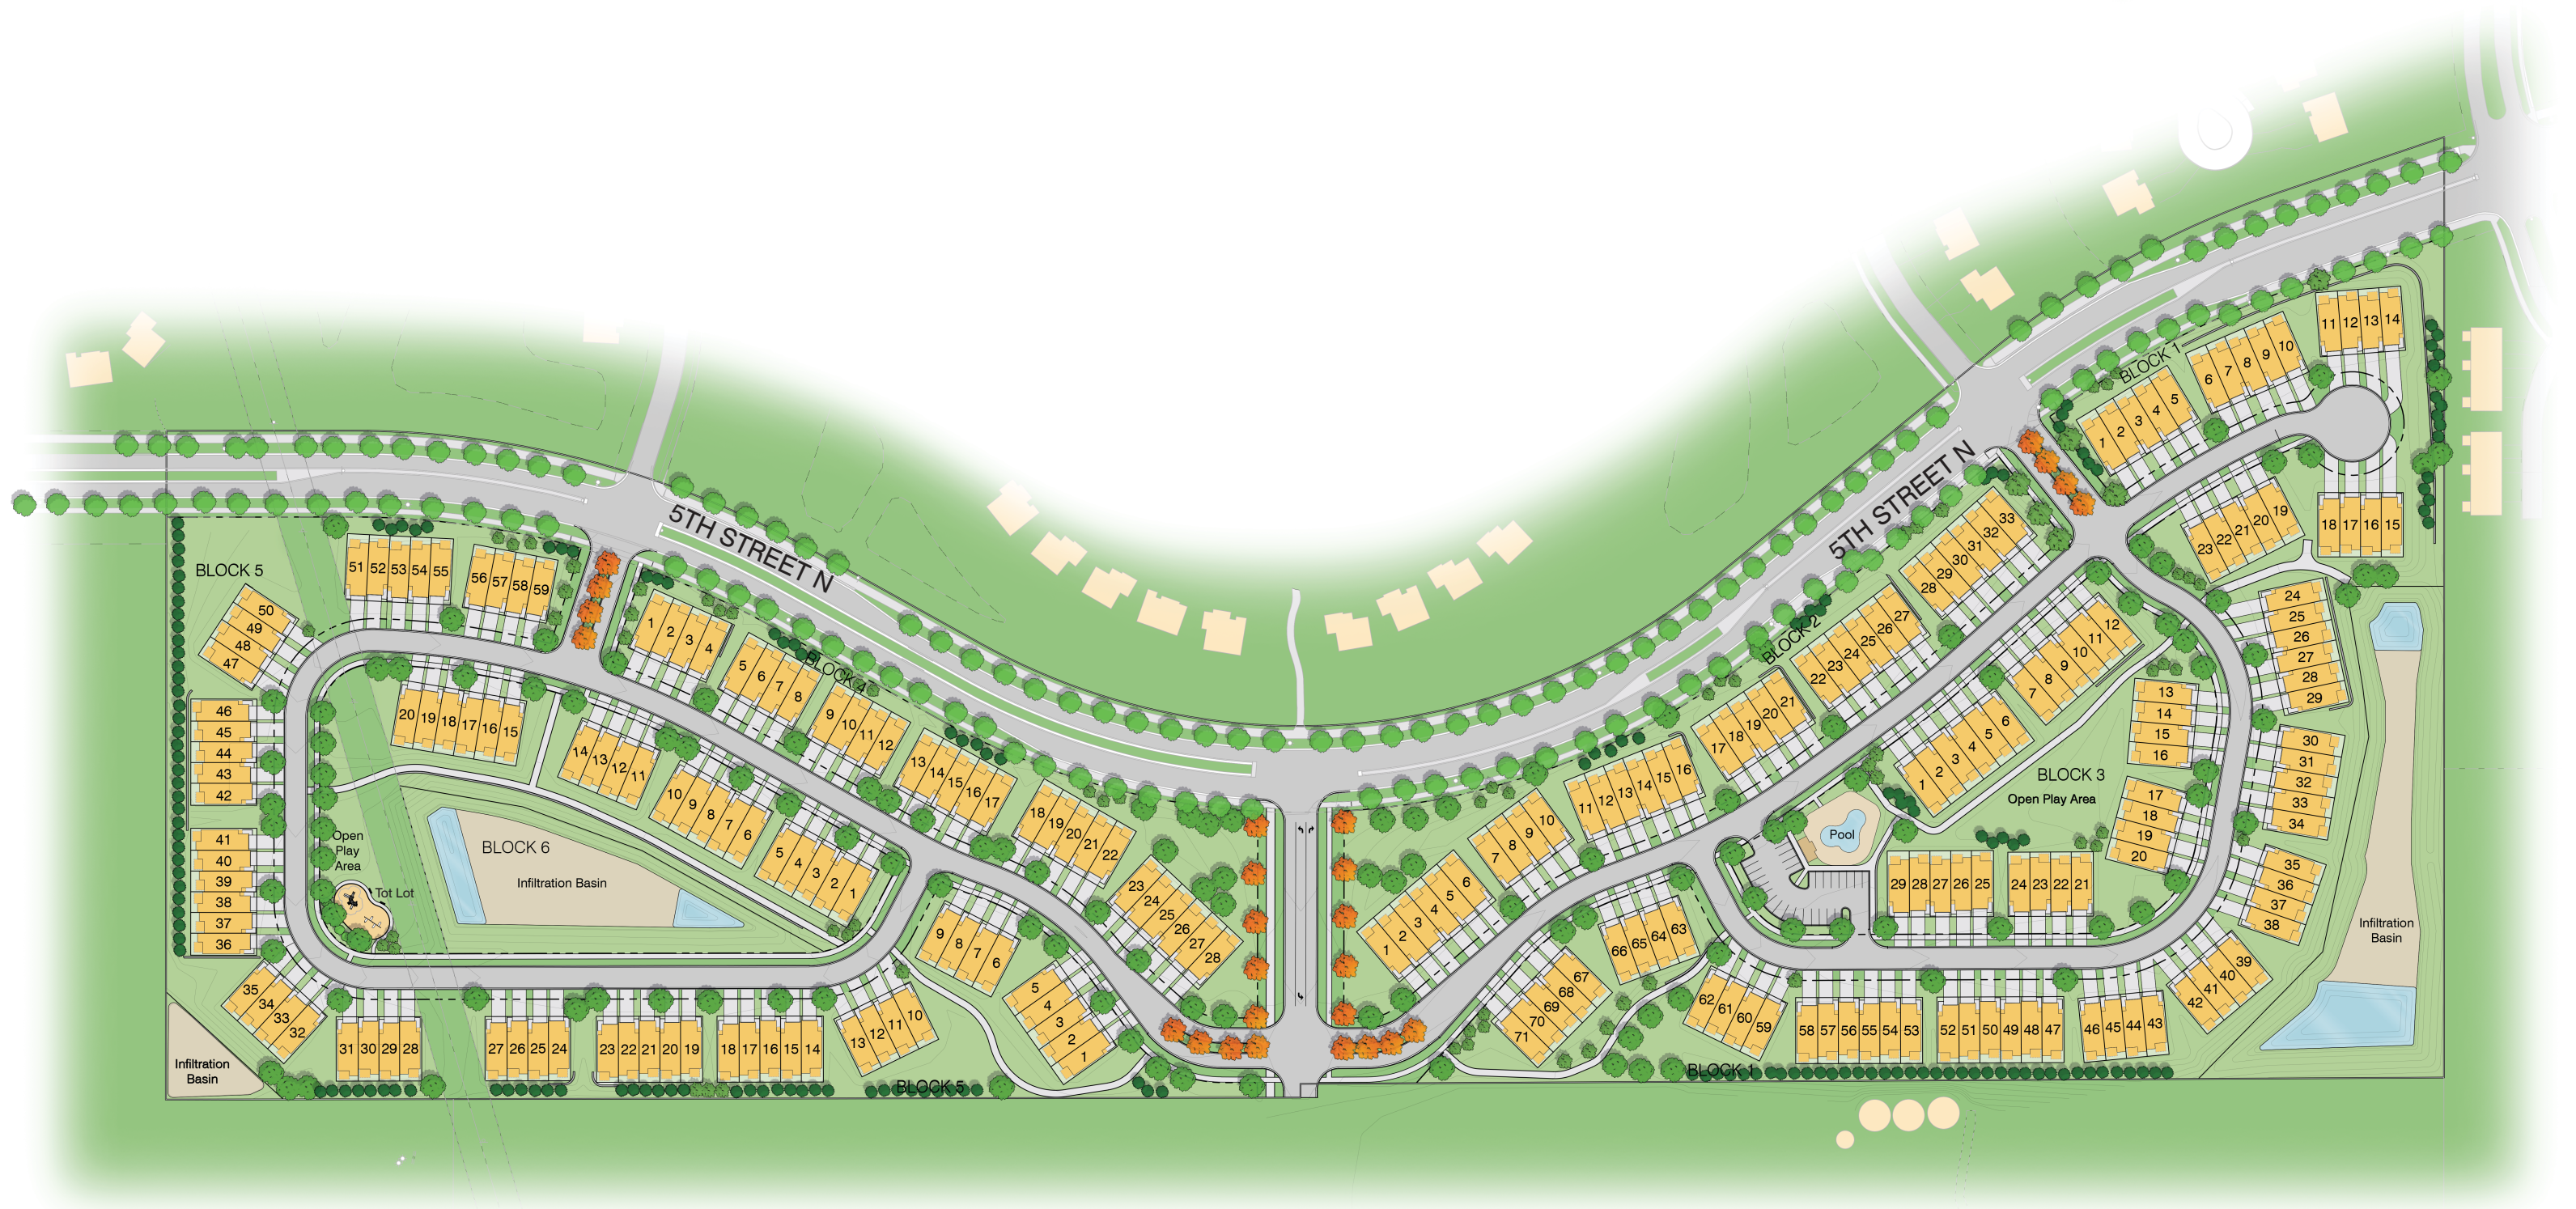 5TH STREET N
5TH STREET N
BLOCK 1
1 2 3 4 5
6 7 8 9 10
11 12 13 14
18 17 16 15
23 22 21 20 19
24
25
26
27
28
29
30
31
32
33
34
35
36
37
38
39
40
41
42
46 45 44 43
52 51 50 49 48 47
58 57 56 55 54 53
62 61 60 59
66 65 64 63
67
68
69
70
71
BLOCK 1
BLOCK 2
1 2 3 4 5 6
7 8 9 10
11 12 13 14 15 16
17 18 19 20 21
22 23 24 25 26 27
28 29 30 31 32 33
BLOCK 3
Open Play Area
Pool
1 2 3 4 5 6
7 8 9 10 11 12
13
14
15
16
17
18
19
20
24 23 22 21
29 28 27 26 25
Infiltration
Basin
BLOCK 4
1 2 3 4
5 6 7 8
9 10 11 12
13 14 15 16 17
18 19 20 21 22
23
24
25
26
27
28
BLOCK 5
51 52 53 54 55
56 57 58 59
50
49
48
47
46
45
44
43
42
41
40
39
38
37
36
35
34
33
32
31 30 29 28
27 26 25 24
23 22 21 20 19
18 17 16 15 14
13 12 11 10
9 8 7 6
5
4
3
2
1
BLOCK 5
Infiltration
Basin
BLOCK 6
20 19 18 17 16 15
14 13 12 11
10 9 8 7 6
5 4 3 2 1
Open
Play
Area
Tot Lot
Infiltration Basin